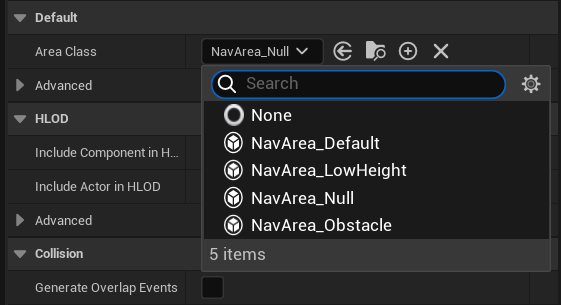 Default
Area Class NavArea_Null
Search
Advanced
None
HLOD
NavArea_Default
Include Component in H...
NavArea_LowHeight
Include Actor in HLOD
NavArea_Null
Advanced
NavArea_Obstacle
Collision
5 items
Generate Overlap Events